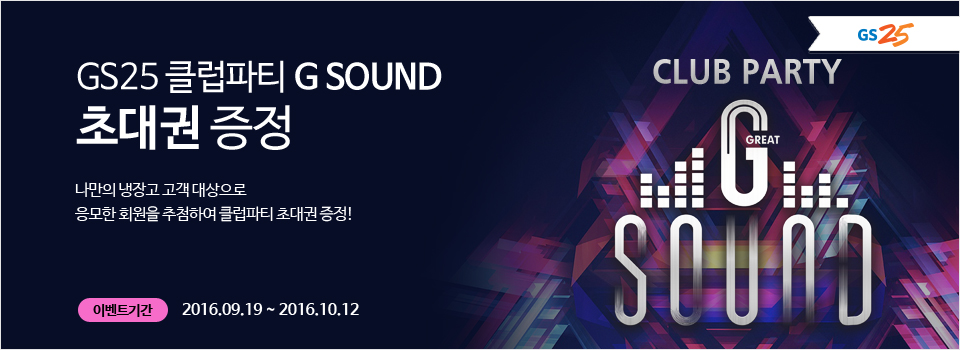 GS25 클럽파티 G SOUND
초대권 증정
나만의 냉장고 고객 대상으로
응모한 회원을 추첨하여 클럽파티 초대권 증정!
이벤트기간 2016.09.19 ~ 2016.10.12
GS25
CLUB PARTY
G GREAT
SOUND